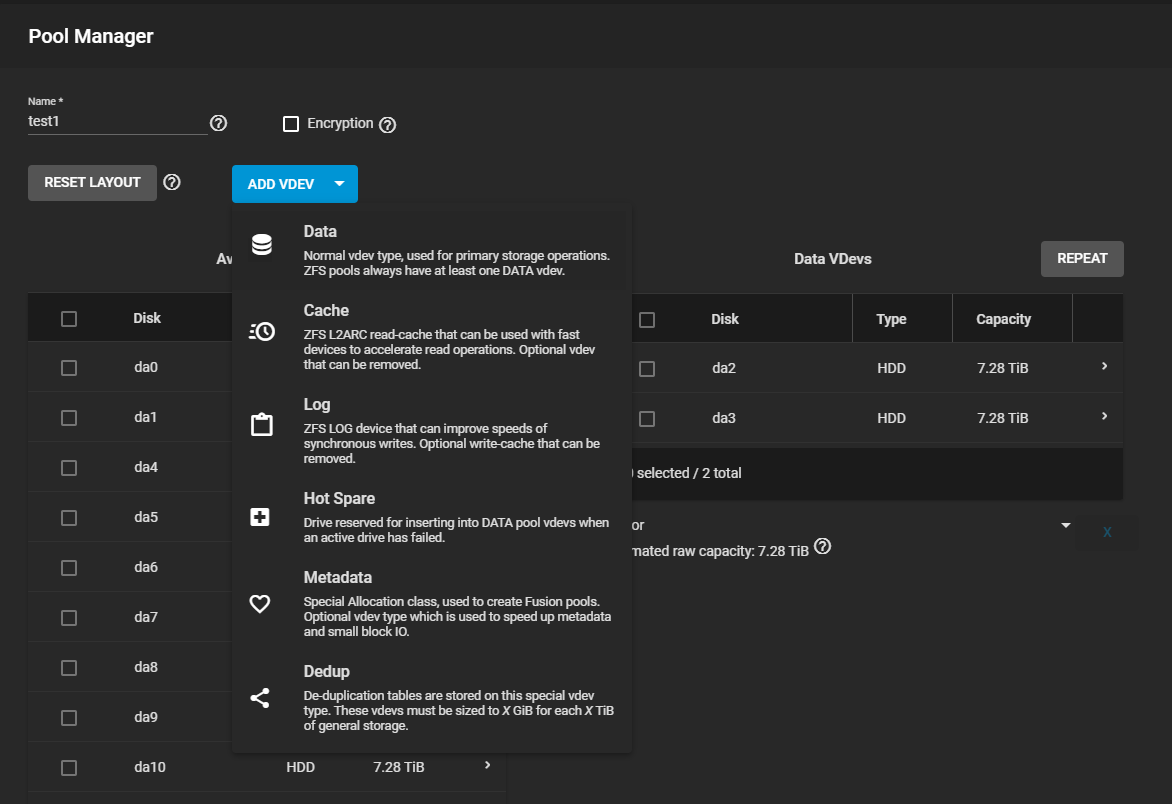 Pool Manager
Name *
test1
Encryption
RESET LAYOUT
ADD VDEV
Data
Normal vdev type, used for primary storage operations.
ZFS pools always have at least one DATA vdev.
Cache
ZFS L2ARC read-cache that can be used with fast
devices to accelerate read operations. Optional vdev
that can be removed.
Log
ZFS LOG device that can improve speeds of
synchronous writes. Optional write-cache that can be
removed.
Hot Spare
Drive reserved for inserting into DATA pool vdevs when
an active drive has failed.
Metadata
Special Allocation class, used to create Fusion pools.
Optional vdev type which is used to speed up metadata
and small block IO.
Dedup
De-duplication tables are stored on this special vdev
type. These vdevs must be sized to X GiB for each X TiB
of general storage.
Av
Disk
da0
da1
da4
da5
da6
da7
da8
da9
da10 HDD 7.28 TiB
Data VDevs
REPEAT
Disk Type Capacity
da2 HDD 7.28 TiB
da3 HDD 7.28 TiB
selected / 2 total
or
X
mated raw capacity: 7.28 TiB